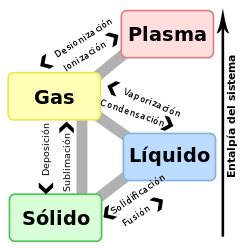 Plasma
Desionización
Ionización
Gas
Vaporización
Condensación
Entalpía del sistema
Deposición
Sublimación
Líquido
Solidificación
Fusión
Sólido